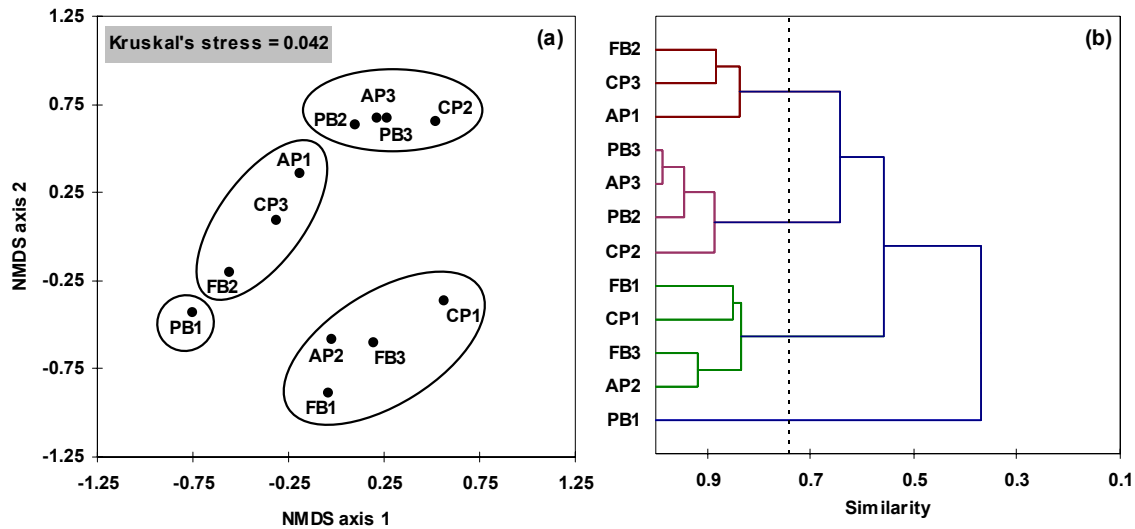 1.25
0.75
0.25
-0.25
-0.75
-1.25
NMDS axis 2
Kruskal's stress = 0.042
(a)
AP3
CP2
PB2
PB3
AP1
CP3
FB2
PB1
CP1
AP2
FB3
FB1
-1.25 -0.75 -0.25 0.25 0.75 1.25
NMDS axis 1
(b)
FB2
CP3
AP1
PB3
AP3
PB2
CP2
FB1
CP1
FB3
AP2
PB1
0.9 0.7 0.5 0.3 0.1
Similarity